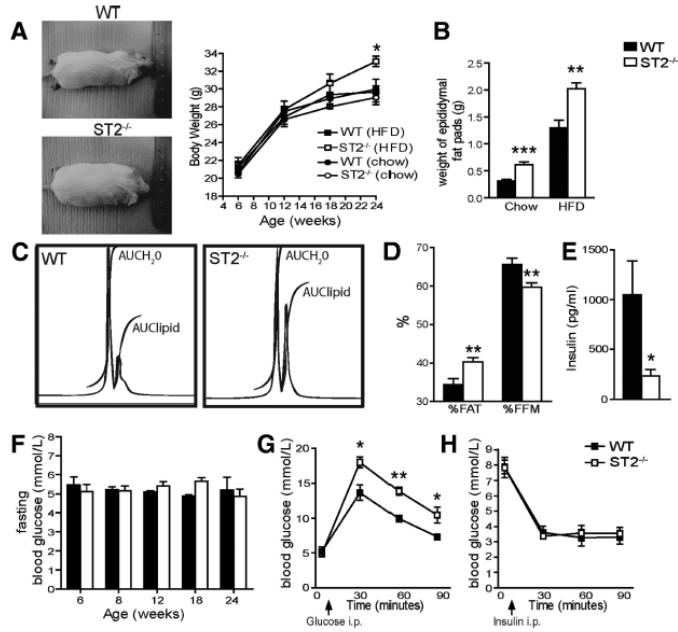 A
WT
ST2-/-
Body Weight (g)
34
32
30
28
26
24
22
20
*
WT (HFD)
ST2-/- (HFD)
WT (chow)
ST2-/- (chow)
4 6 8 10 12 14 16 18 20 22 24
Age (weeks)
B
WT
ST2-/-
weight of epididymal
fat pads (g)
2.5
2.0
1.5
1.0
0.5
0.0
***
**
Chow HFD
C
WT
AUCH20
AUClipid
ST2-/-
AUCH20
AUClipid
D
%
70
60
50
40
30
**
**
%FAT %FFM
E
Insulin (pg/ml)
1500
1000
500
0
*
F
fasting
blood glucose (mmol/L)
8
7
6
5
4
3
2
1
0
6 8 12 18 24
Age (weeks)
G
blood glucose (mmol/L)
20
15
10
5
0
* ** *
0 30 60 90
Time (minutes)
Glucose i.p.
H
WT
ST2-/-
blood glucose (mmol/L)
9
8
7
6
5
4
3
2
1
0
0 30 60 90
Time (minutes)
Insulin i.p.